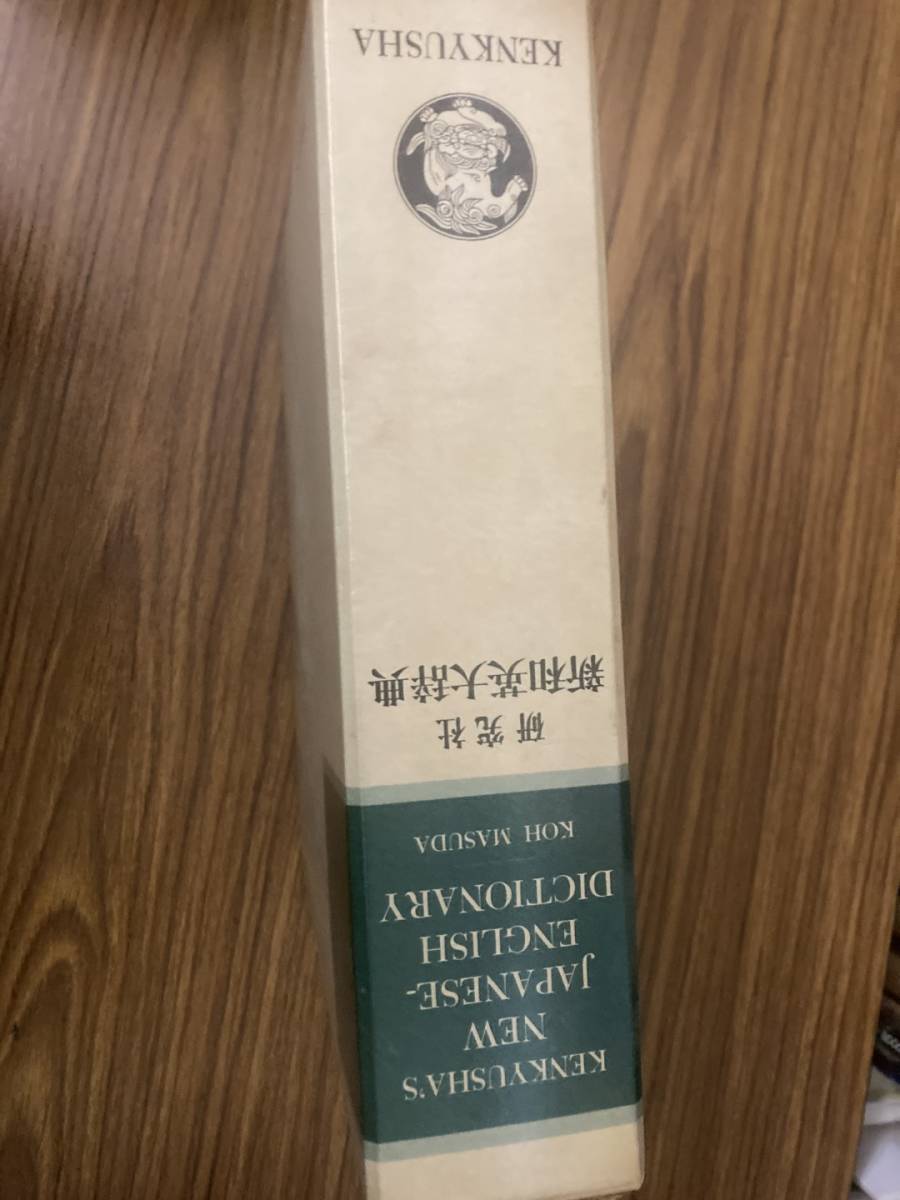 KENKYUSHA'S
NEW
JAPANESE-
ENGLISH
DICTIONARY
KOH MASUDA
研究社
新和英大辞典
KENKYUSHA